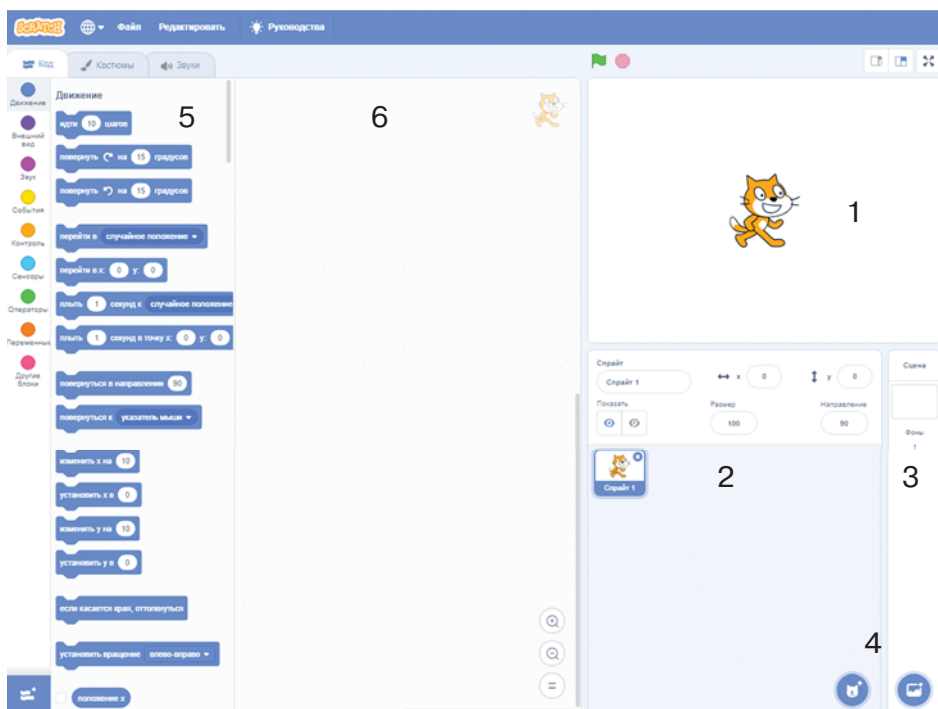 SCRATCH Файл Редактировать Руководства
Код Костюмы Звуки
Движение
Внешний вид
Звук
События
Контроль
Сенсоры
Операторы
Переменные
Другие блоки
Движение
5
идти 10 шагов
повернуть на 15 градусов
повернуть на 15 градусов
перейти в случайное положение
перейти в x: 0 y: 0
плыть 1 секунд к случайное положение
плыть 1 секунд в точку x: 0 y: 0
повернуться в направлении 90
повернуться к указатель мыши
изменить x на 10
установить x в 0
изменить y на 10
установить y в 0
если касается края, оттолкнуться
установить вращение влево-вправо
положение x
6
1
Спрайт
Спрайт 1 x 0 y 0
Показать Размер Направление
100 90
Спрайт 1
2
Сцена
Фоны
1
3
4